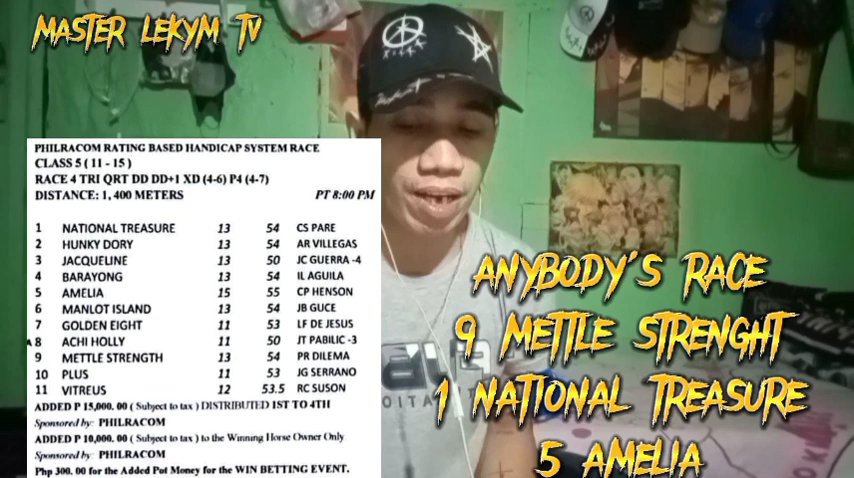 MASTER LEKYM TV
PHILRACOM RATING BASED HANDICAP SYSTEM RACE
CLASS 5 ( 11 - 15 )
RACE 4 TRI QRT DD DD+1 XD (4-6) P4 (4-7)
DISTANCE: 1, 400 METERS PT 8:00 PM
1 NATIONAL TREASURE 13 54 CS PARE
2 HUNKY DORY 13 54 AR VILLEGAS
3 JACQUELINE 13 50 JC GUERRA -4
4 BARAYONG 13 54 IL AGUILA
5 AMELIA 15 55 CP HENSON
6 MANLOT ISLAND 13 54 JB GUCE
7 GOLDEN EIGHT 11 53 LF DE JESUS
8 ACHI HOLLY 11 50 JT PABILIC -3
9 METTLE STRENGTH 13 54 PR DILEMA
10 PLUS 11 53 JG SERRANO
11 VITREUS 12 53.5 RC SUSON
ADDED P 15,000. 00 ( Subject to tax ) DISTRIBUTED 1ST TO 4TH
Sponsored by: PHILRACOM
ADDED P 10,000. 00 ( Subject to tax ) to the Winning Horse Owner Only
Sponsored by: PHILRACOM
Php 300. 00 for the Added Pot Money for the WIN BETTING EVENT.
ANYBODY'S RACE
9 METTLE STRENGHT
1 NATIONAL TREASURE
5 AMELIA